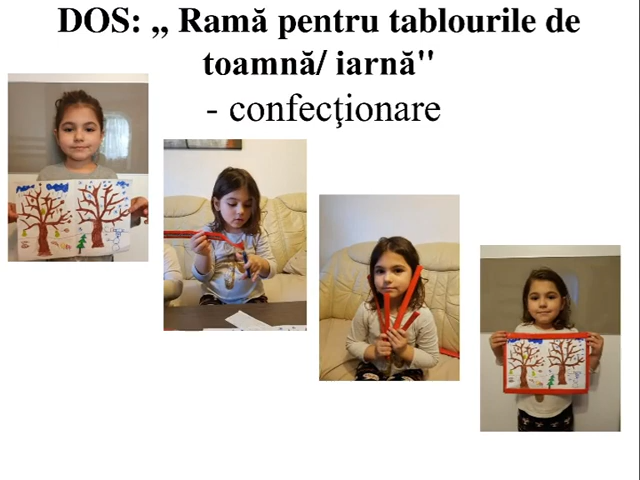 DOS: ,, Ramă pentru tablourile de
toamnă/ iarnă"
- confecţionare